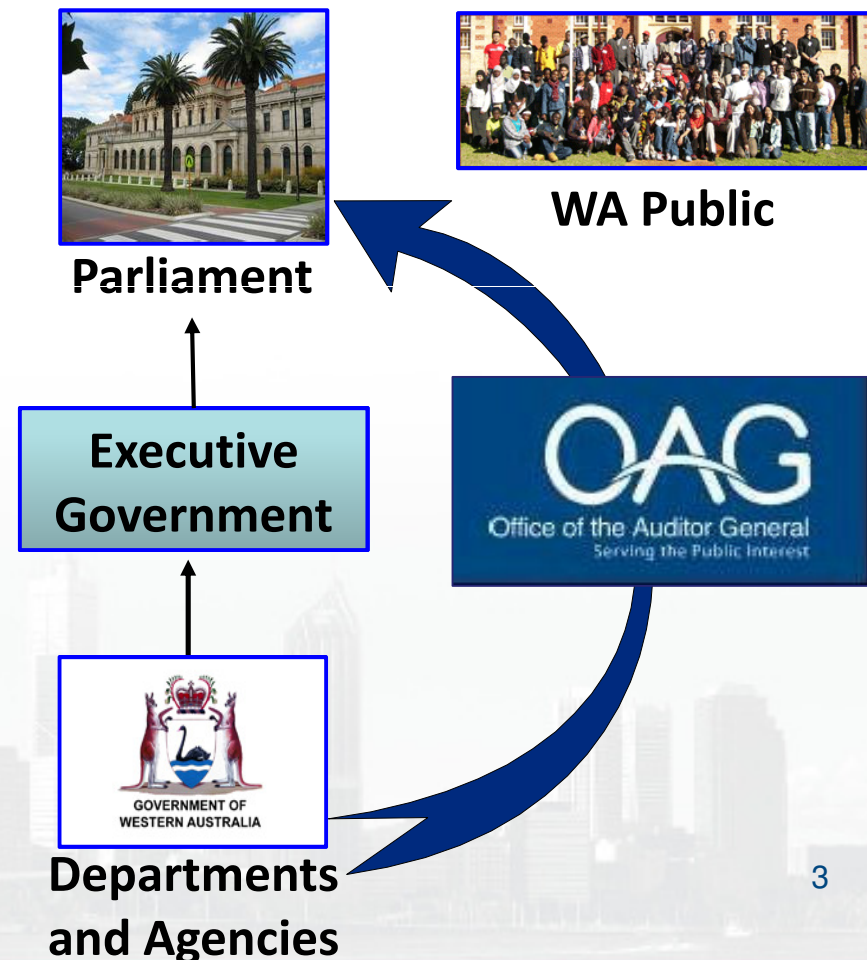 WA Public
Parliament
Executive
Government
OAG
Office of the Auditor General
Serving the Public Interest
GOVERNMENT OF
WESTERN AUSTRALIA
Departments
and Agencies
3